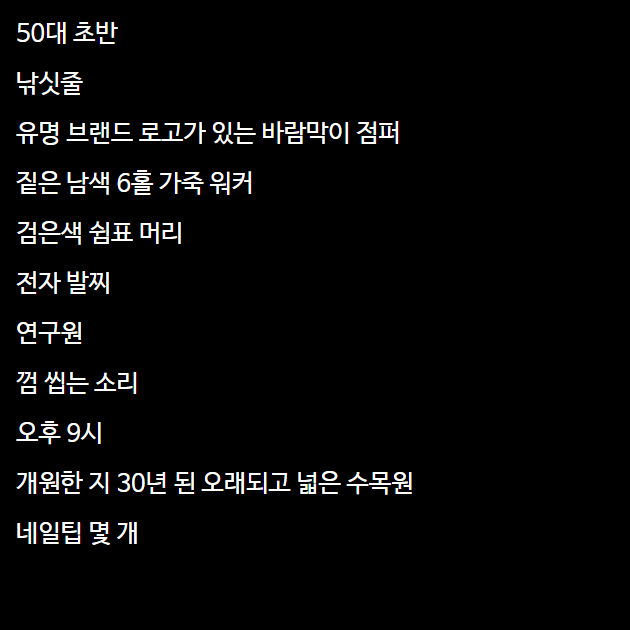 50대 초반
낚싯줄
유명 브랜드 로고가 있는 바람막이 점퍼
짙은 남색 6홀 가죽 워커
검은색 쉼표 머리
전자 발찌
연구원
껌 씹는 소리
오후 9시
개원한 지 30년 된 오래되고 넓은 수목원
네일팁 몇 개